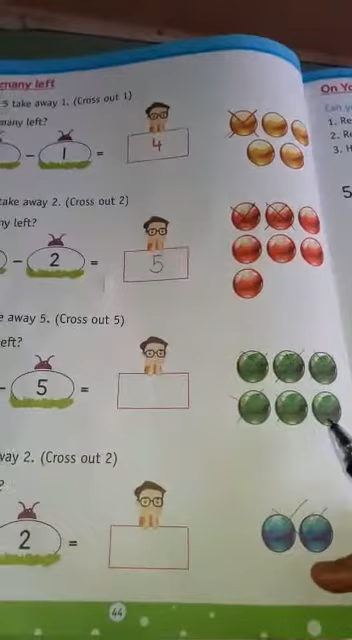 many left
5 take away 1. (Cross out 1)
many left?
- 1 = 4
take away 2. (Cross out 2)
ny left?
- 2 = 5
e away 5. (Cross out 5)
eft?
- 5 =
way 2. (Cross out 2)
?
2 =
44
On Yo
1. Re
2. Re
3. H
5